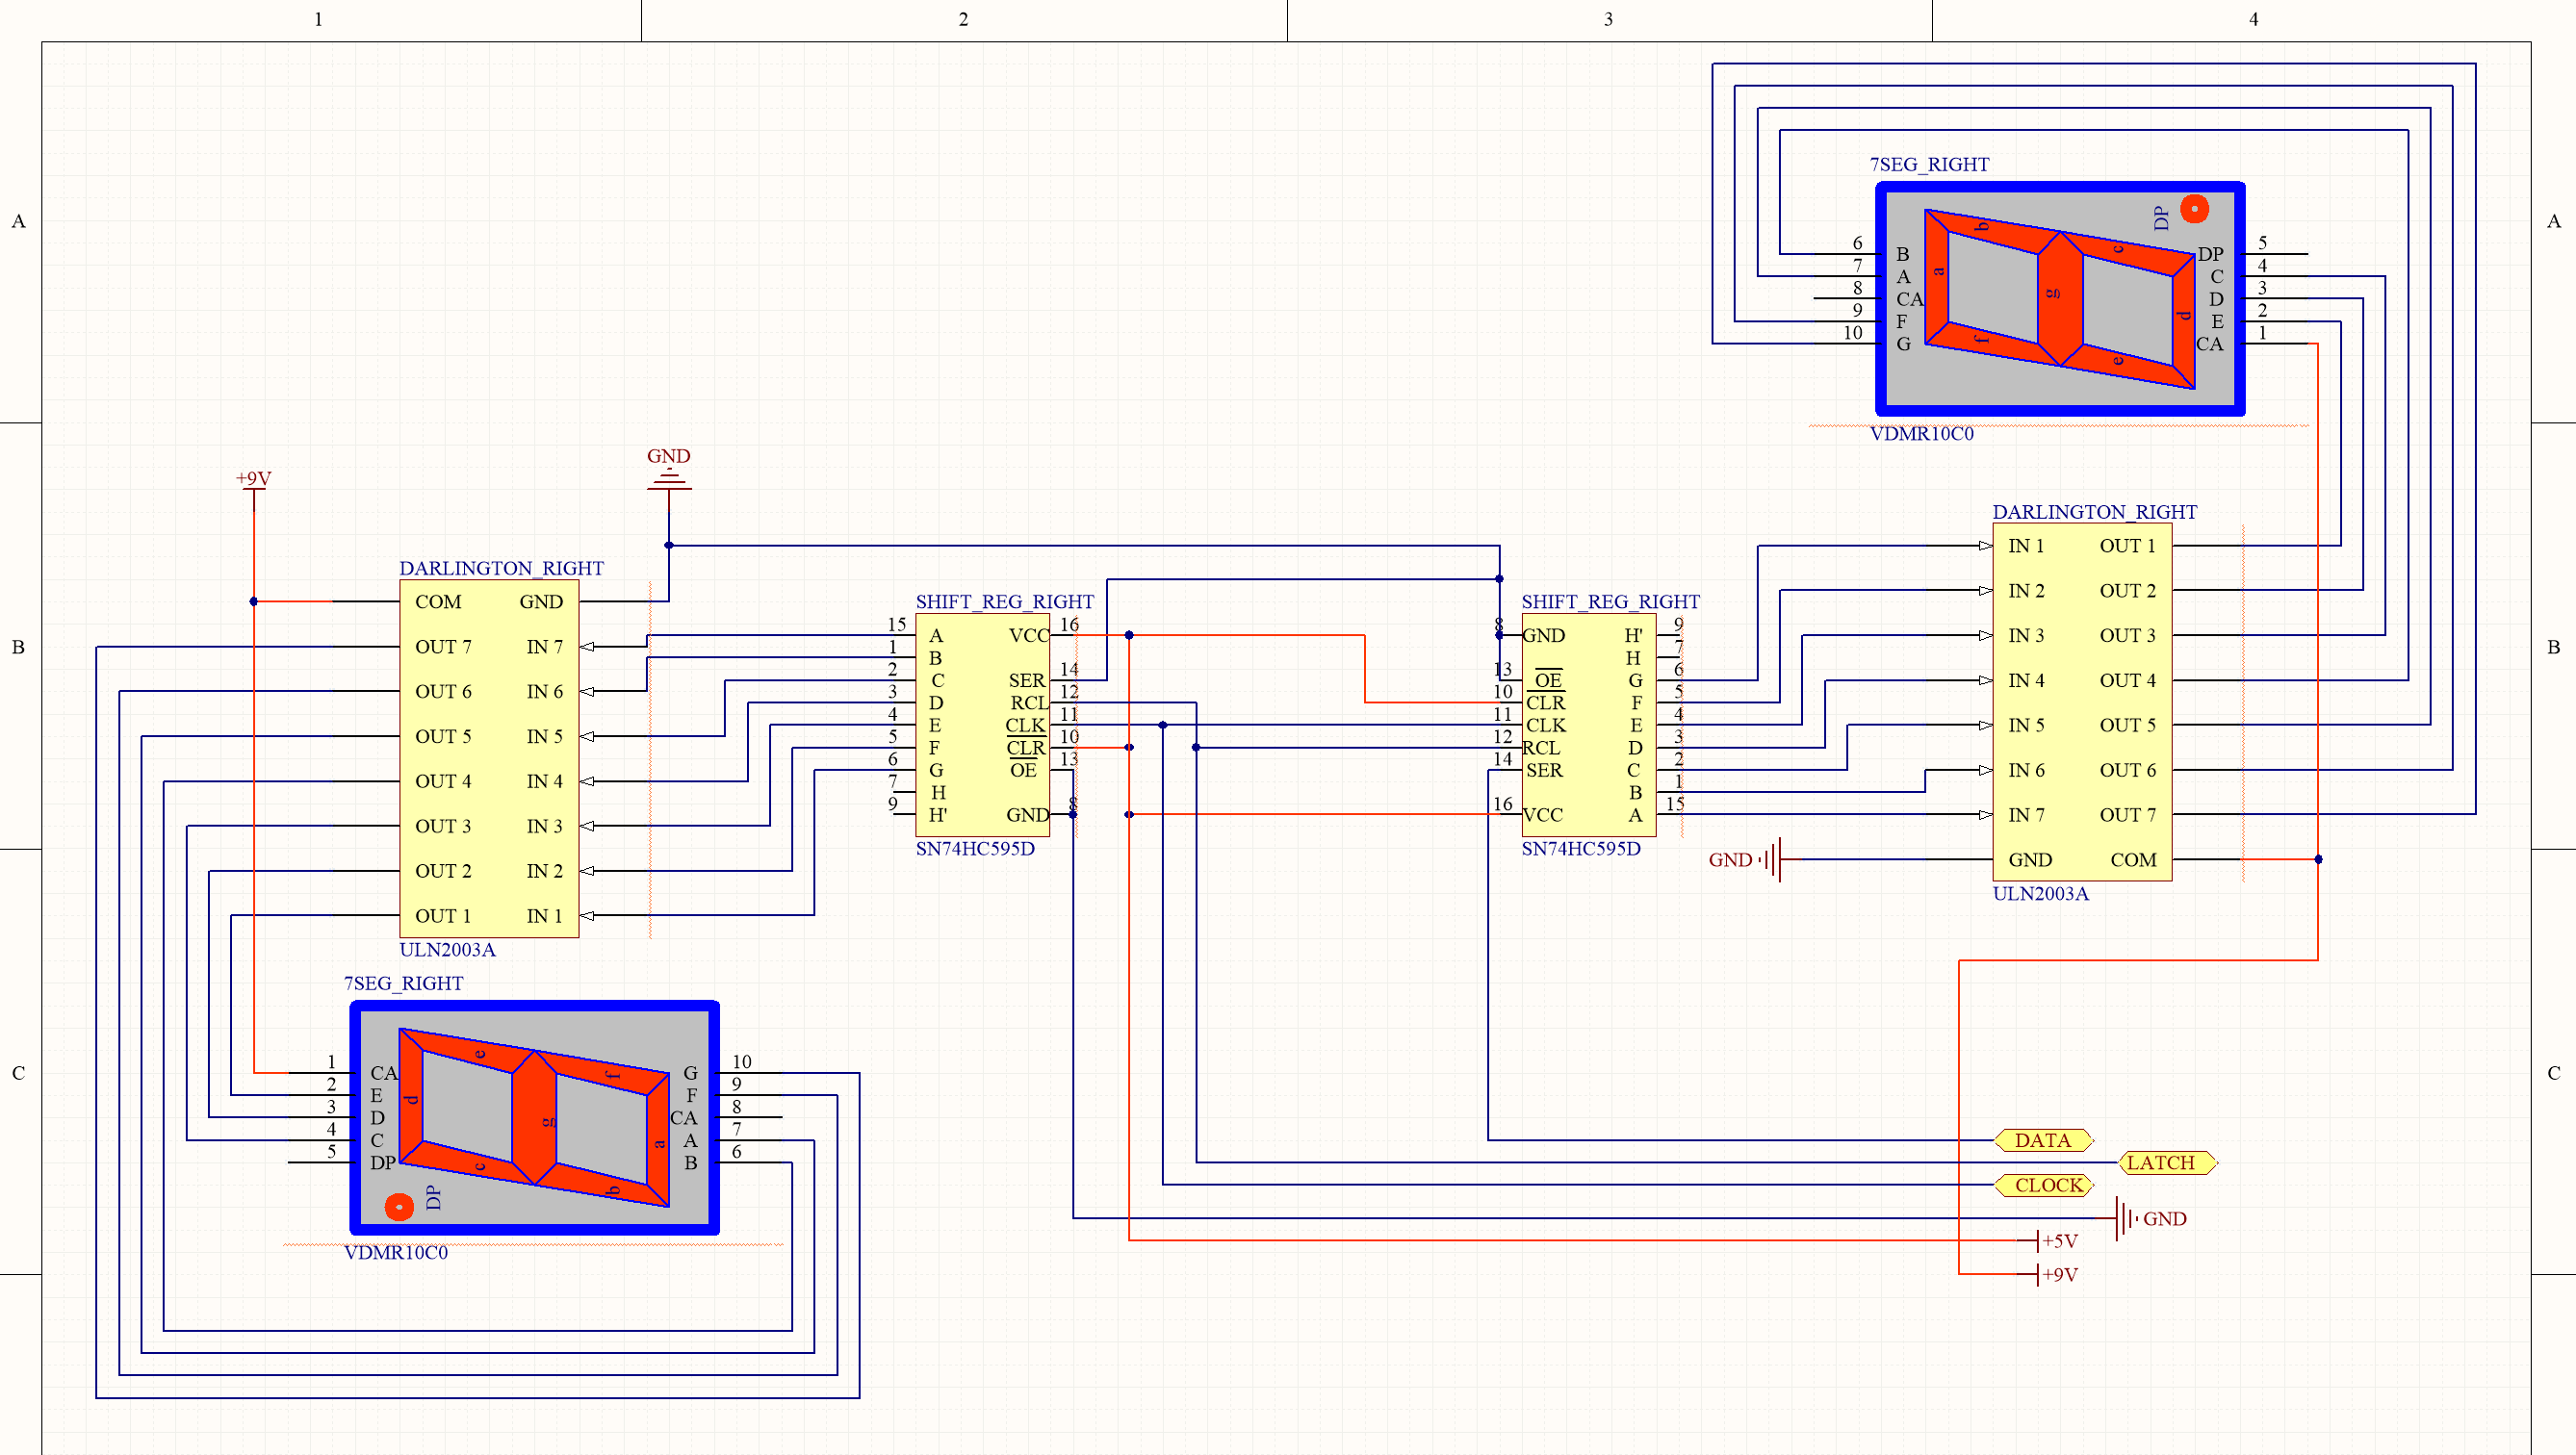 1 2 3 4
A A
7SEG_RIGHT
DP
b c
a g d
f e
6 B DP 5
7 A C 4
8 CA D 3
9 F E 2
10 G CA 1
VDMR10C0
+9V
GND
DARLINGTON_RIGHT
COM GND
OUT 7 IN 7
OUT 6 IN 6
OUT 5 IN 5
OUT 4 IN 4
OUT 3 IN 3
OUT 2 IN 2
OUT 1 IN 1
ULN2003A
B B
SHIFT_REG_RIGHT
15 A VCC 16
1 B
2 C SER 14
3 D RCL 12
4 E CLK 11
5 F CLR 10
6 G OE 13
7 H
9 H' GND 8
SN74HC595D
SHIFT_REG_RIGHT
8 GND H' 9
H 7
13 OE G 6
10 CLR F 5
11 CLK E 4
12 RCL D 3
14 SER C 2
B 1
16 VCC A 15
SN74HC595D
DARLINGTON_RIGHT
IN 1 OUT 1
IN 2 OUT 2
IN 3 OUT 3
IN 4 OUT 4
IN 5 OUT 5
IN 6 OUT 6
IN 7 OUT 7
GND GND COM
ULN2003A
C C
7SEG_RIGHT
e f
d g a
c b
DP
1 CA G 10
2 E F 9
3 D CA 8
4 C A 7
5 DP B 6
VDMR10C0
DATA
LATCH
CLOCK
GND
+5V
+9V